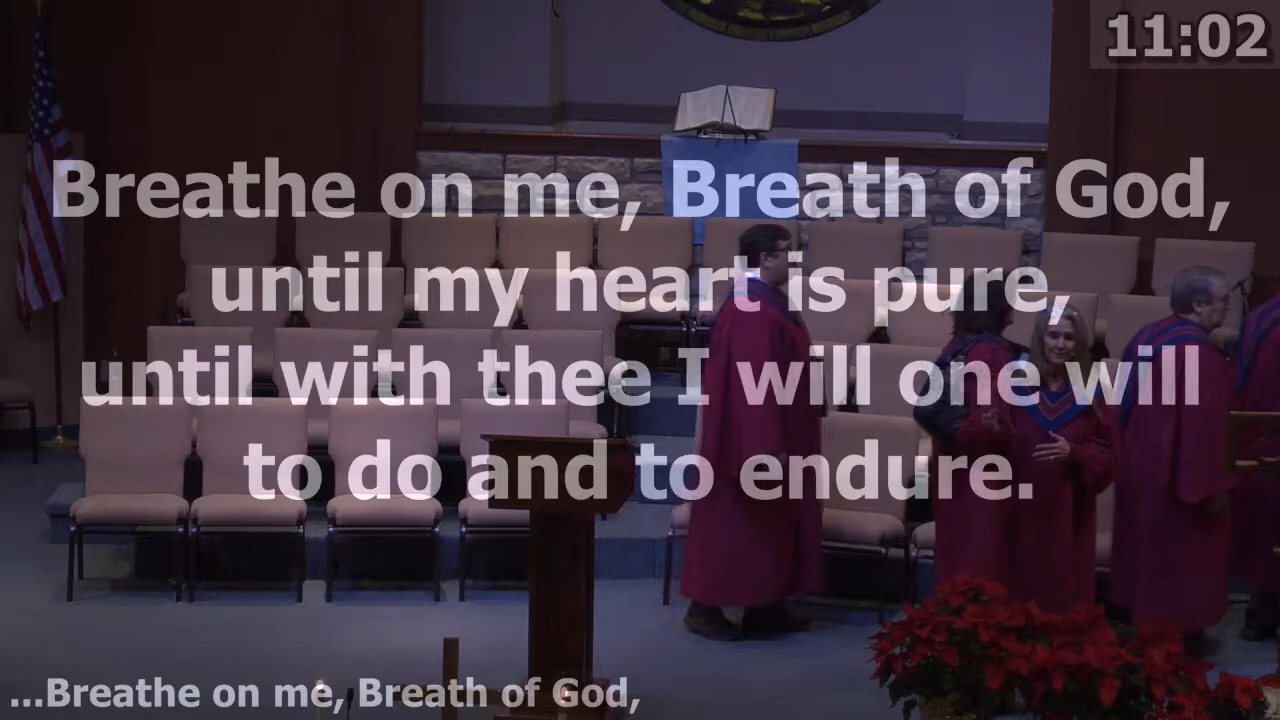 11:02
Breathe on me, Breath of God,
until my heart is pure,
until with thee I will one will
to do and to endure.
...Breathe on me, Breath of God,